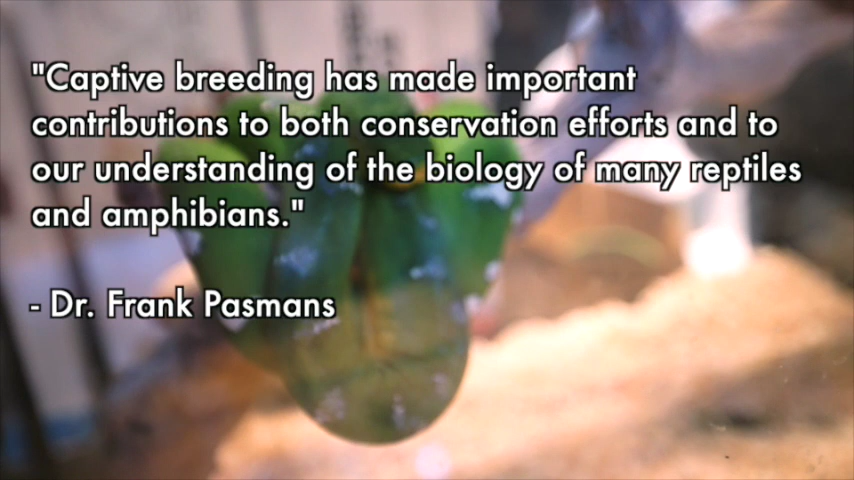 "Captive breeding has made important
contributions to both conservation efforts and to
our understanding of the biology of many reptiles
and amphibians."
- Dr. Frank Pasmans